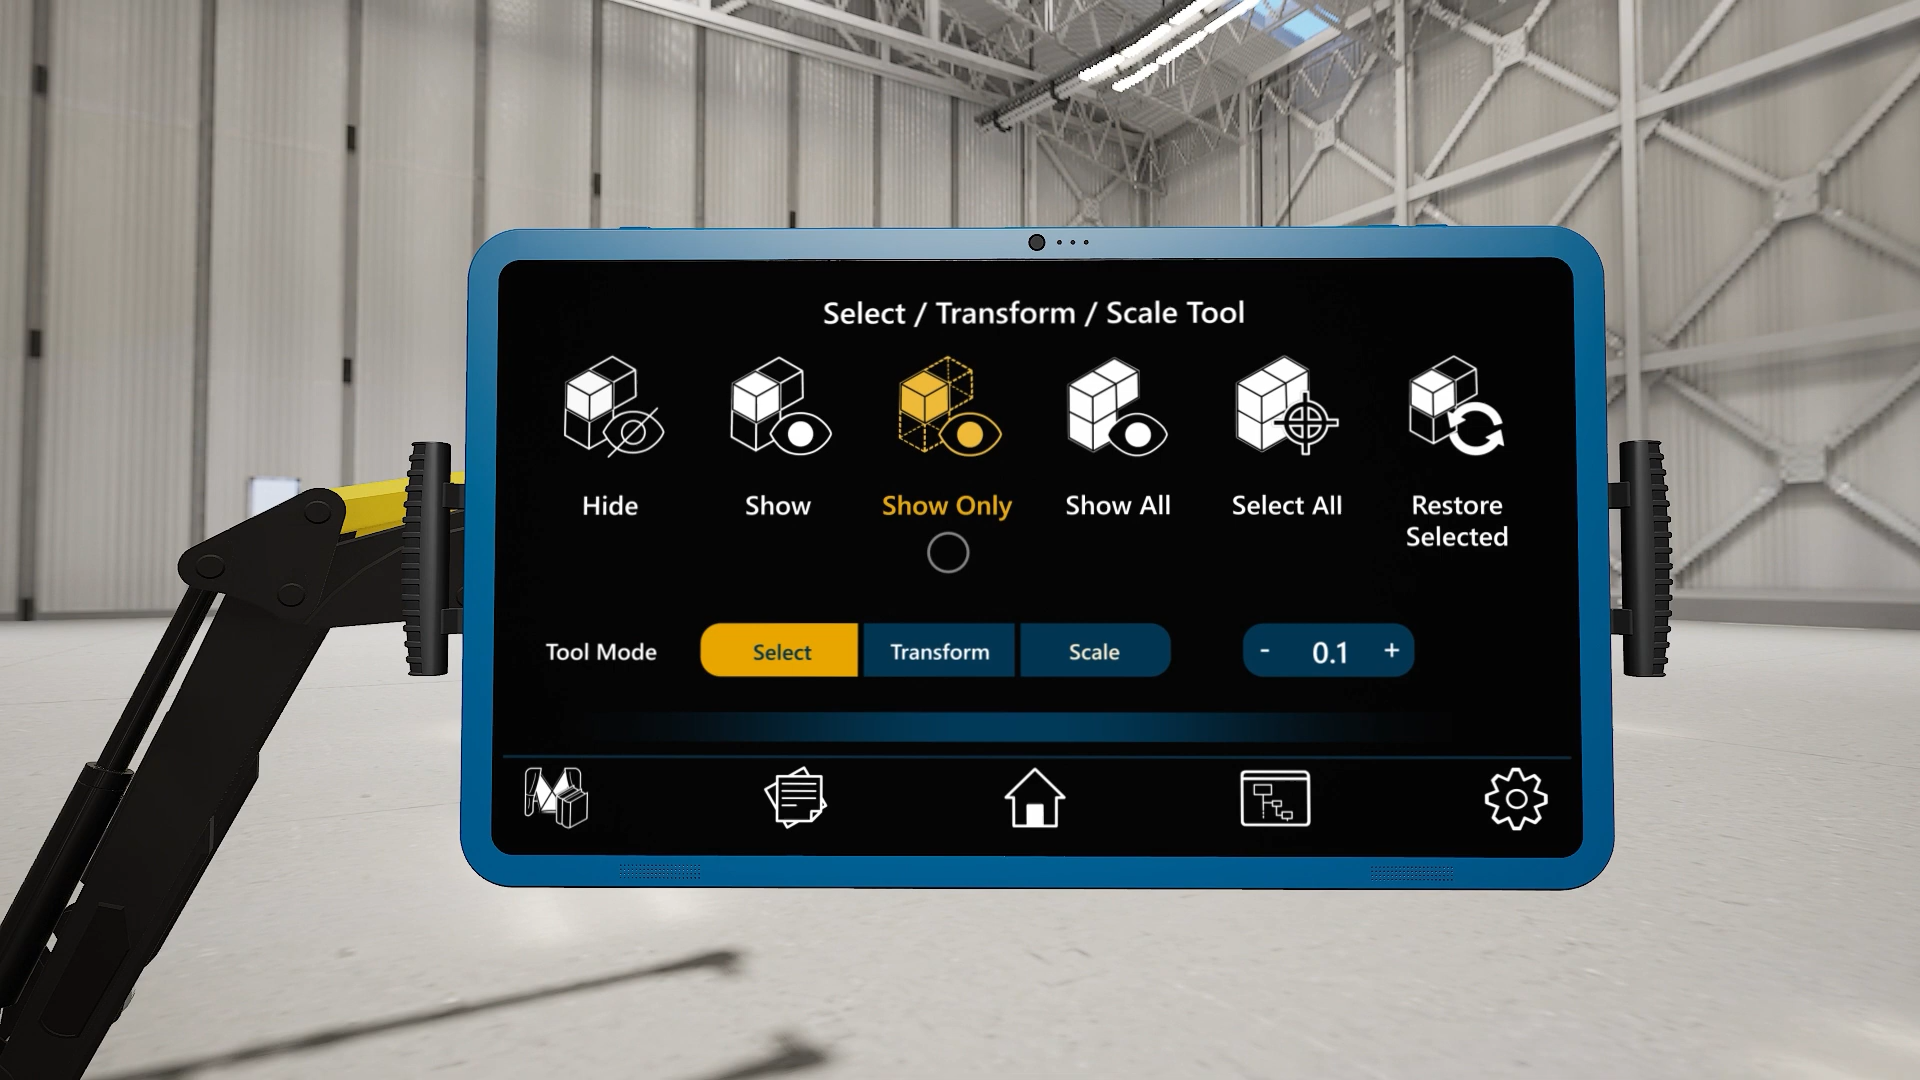 Select / Transform / Scale Tool
Hide
Show
Show Only
Show All
Select All
Restore
Selected
Tool Mode
Select
Transform
Scale
- 0.1 +